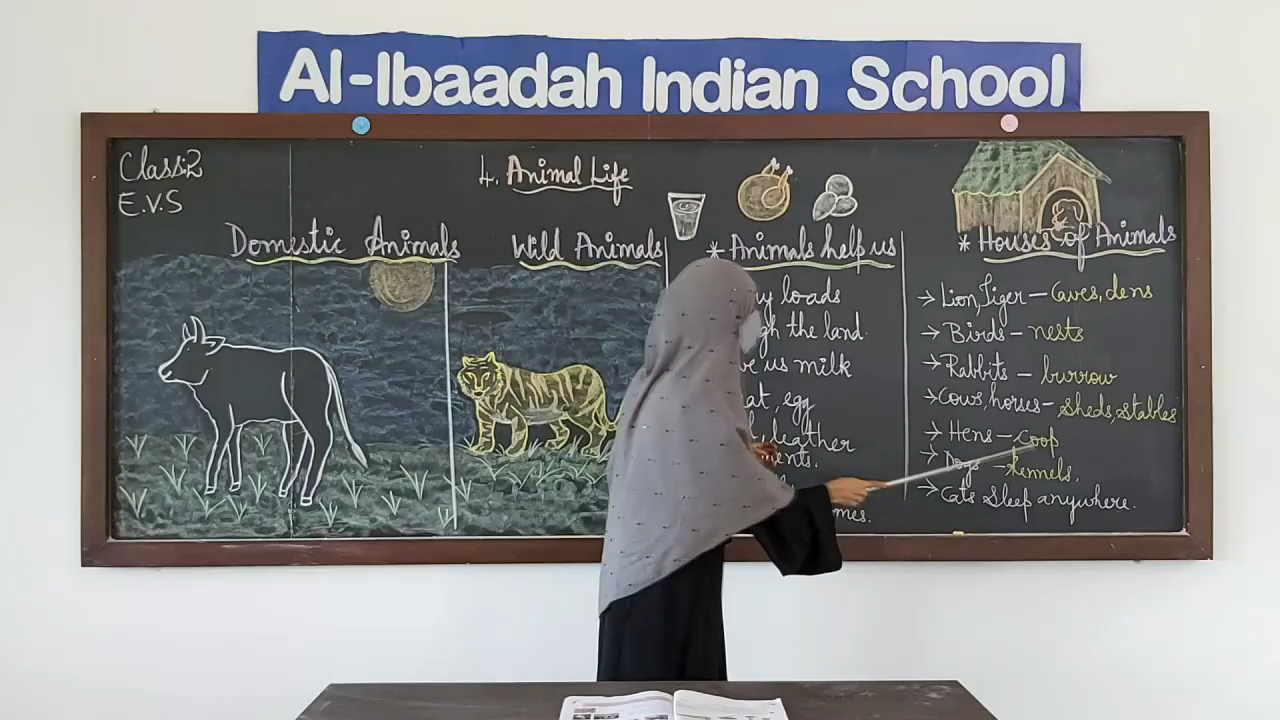 Al-Ibaadah Indian School
Class:2
E.V.S
4. Animal Life
Domestic Animals
Wild Animals
* Animals help us
loads
the land.
us milk
egg
leather
* Houses of Animals
→ Lion, Tiger – Caves, dens
→ Birds – nests
→ Rabbits – burrow
→ Cows, horses – sheds, stables
→ Hens – coop
→ Dogs – kennels.
→ Cats sleep anywhere.